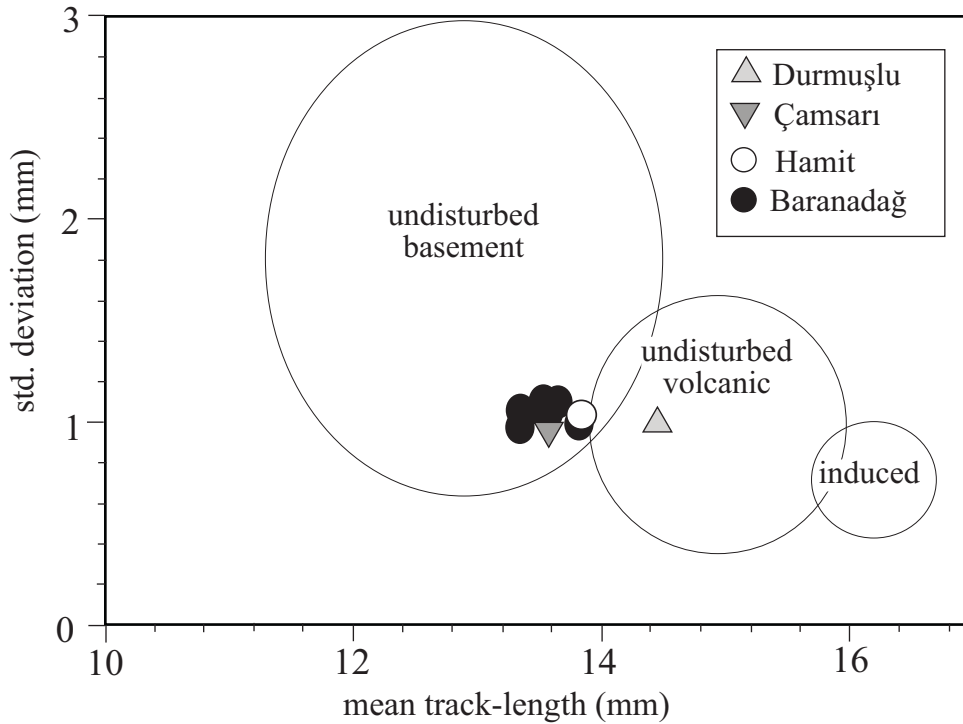 3
2
1
0
std. deviation (mm)
10
12
14
16
mean track-length (mm)
undisturbed
basement
undisturbed
volcanic
induced
Durmuşlu
Çamsarı
Hamit
Baranadağ